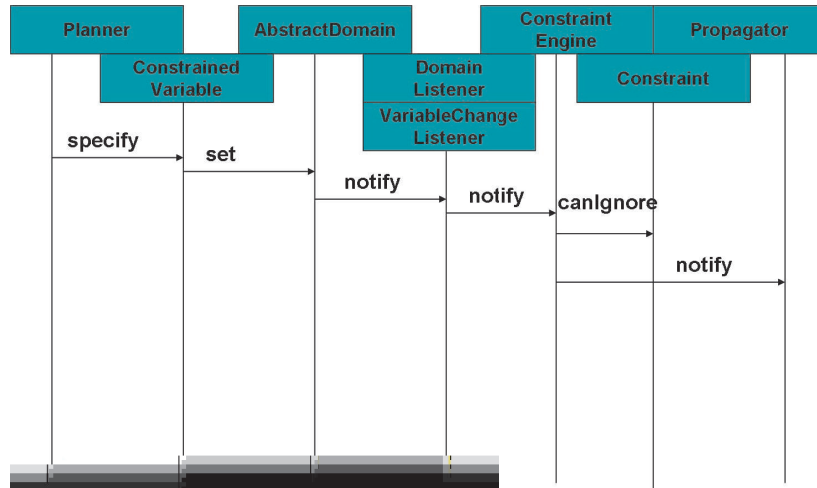 Planner
AbstractDomain
Constraint
Engine
Propagator
Constrained
Variable
Domain
Listener
Constraint
VariableChange
Listener
specify
set
notify
notify
canIgnore
notify